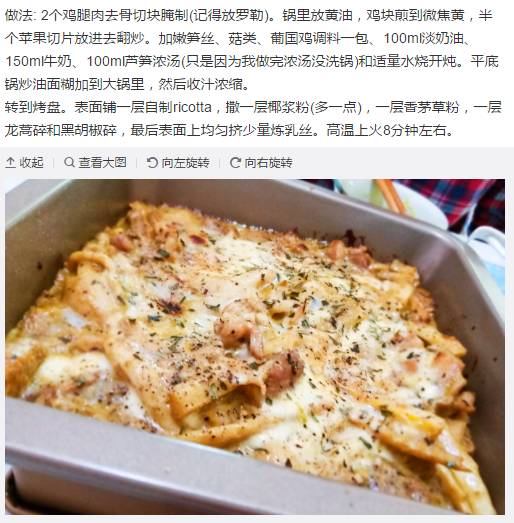 做法: 2个鸡腿肉去骨切块腌制(记得放罗勒)。锅里放黄油，鸡块煎到微焦黄，半
个苹果切片放进去翻炒。加嫩笋丝、菇类、葡国鸡调料一包、100ml淡奶油、
150ml牛奶、100ml芦笋浓汤(只是因为我做完浓汤没洗锅)和适量水烧开炖。平底
锅炒油面糊加到大锅里，然后收汁浓缩。
转到烤盘。表面铺一层自制ricotta，撒一层椰浆粉(多一点)，一层香茅草粉，一层
龙蒿碎和黑胡椒碎，最后表面上均匀挤少量炼乳丝。高温上火8分钟左右。
收起 查看大图 向左旋转 向右旋转